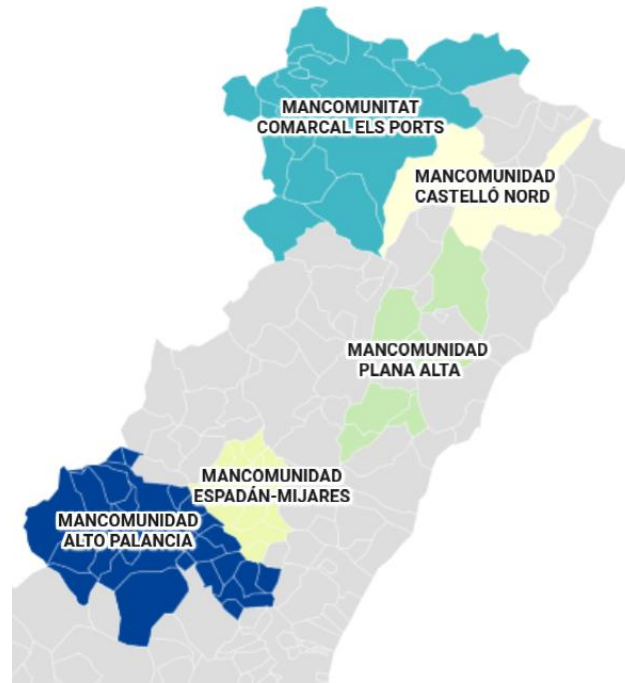 MANCOMUNITAT
COMARCAL ELS PORTS
MANCOMUNIDAD
CASTELLÓ NORD
MANCOMUNIDAD
PLANA ALTA
MANCOMUNIDAD
ESPADÁN-MIJARES
MANCOMUNIDAD
ALTO PALANCIA